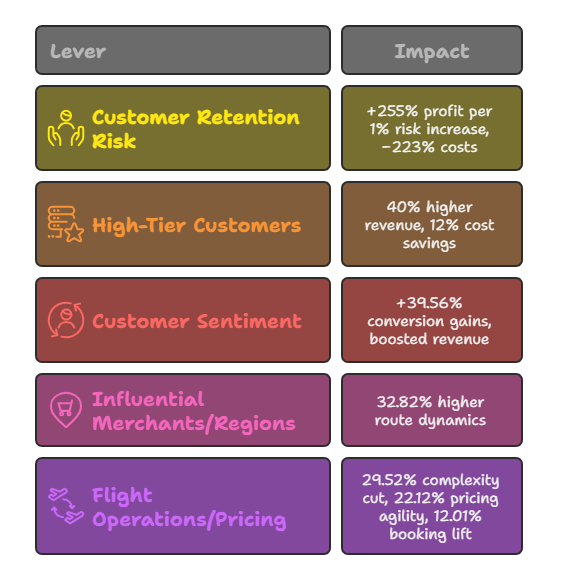 Lever
Impact
Customer Retention
Risk
+255% profit per
1% risk increase,
−223% costs
High-Tier Customers
40% higher
revenue, 12% cost
savings
Customer Sentiment
+39.56%
conversion gains,
boosted revenue
Influential
Merchants/Regions
32.82% higher
route dynamics
Flight
Operations/Pricing
29.52% complexity
cut, 22.12% pricing
agility, 12.01%
booking lift